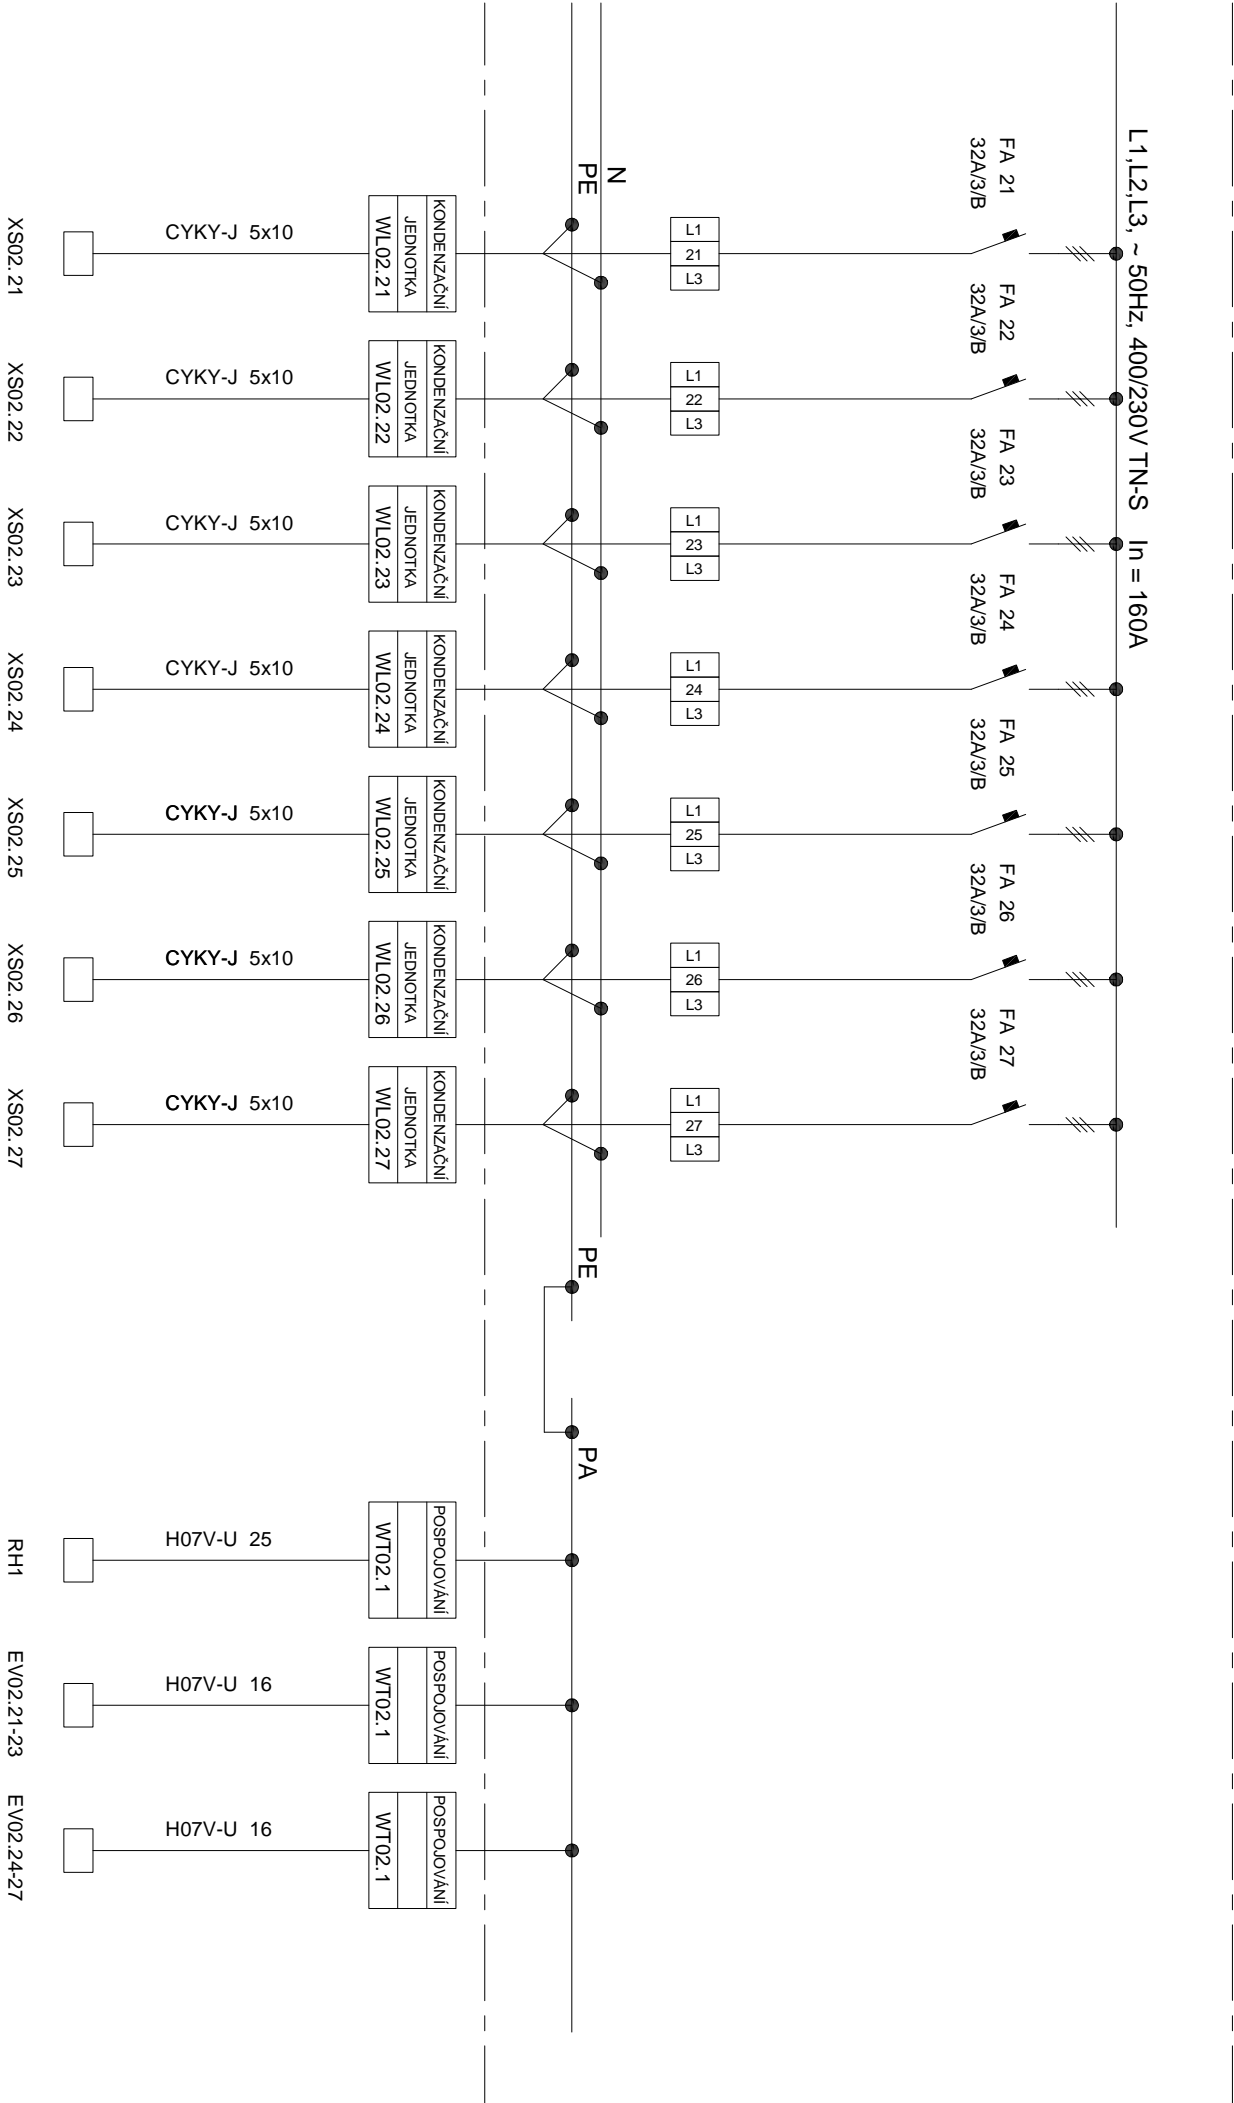 L1,L2,L3, ~ 50Hz, 400/230V TN-S In = 160A
FA 21
32A/3/B
FA 22
32A/3/B
FA 23
32A/3/B
FA 24
32A/3/B
FA 25
32A/3/B
FA 26
32A/3/B
FA 27
32A/3/B
L1
21
L3
L1
22
L3
L1
23
L3
L1
24
L3
L1
25
L3
L1
26
L3
L1
27
L3
N
PE
PE
PA
KONDENZAČNÍ
JEDNOTKA
WL02.21
KONDENZAČNÍ
JEDNOTKA
WL02.22
KONDENZAČNÍ
JEDNOTKA
WL02.23
KONDENZAČNÍ
JEDNOTKA
WL02.24
KONDENZAČNÍ
JEDNOTKA
WL02.25
KONDENZAČNÍ
JEDNOTKA
WL02.26
KONDENZAČNÍ
JEDNOTKA
WL02.27
POSPOJOVÁNÍ
WT02.1
POSPOJOVÁNÍ
WT02.1
POSPOJOVÁNÍ
WT02.1
CYKY-J 5x10
CYKY-J 5x10
CYKY-J 5x10
CYKY-J 5x10
CYKY-J 5x10
CYKY-J 5x10
CYKY-J 5x10
H07V-U 25
H07V-U 16
H07V-U 16
XS02.21
XS02.22
XS02.23
XS02.24
XS02.25
XS02.26
XS02.27
RH1
EV02.21-23
EV02.24-27